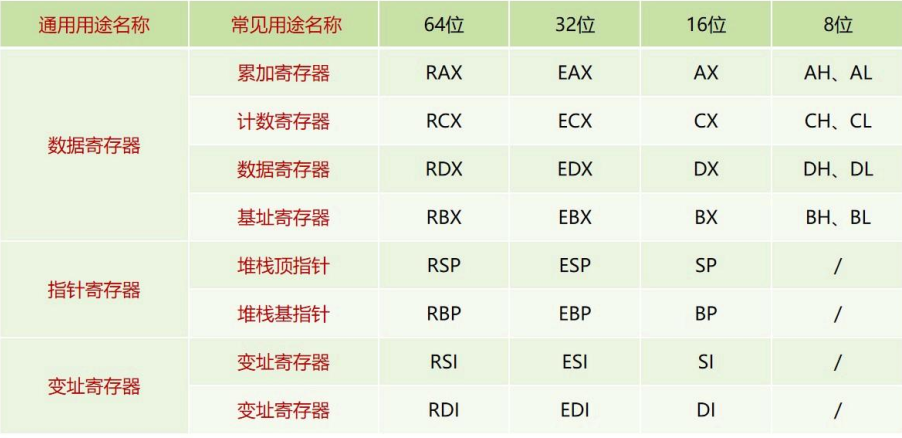 通用用途名称 常见用途名称 64位 32位 16位 8位
数据寄存器
累加寄存器 RAX EAX AX AH、AL
计数寄存器 RCX ECX CX CH、CL
数据寄存器 RDX EDX DX DH、DL
基址寄存器 RBX EBX BX BH、BL
指针寄存器
堆栈顶指针 RSP ESP SP /
堆栈基指针 RBP EBP BP /
变址寄存器
变址寄存器 RSI ESI SI /
变址寄存器 RDI EDI DI /